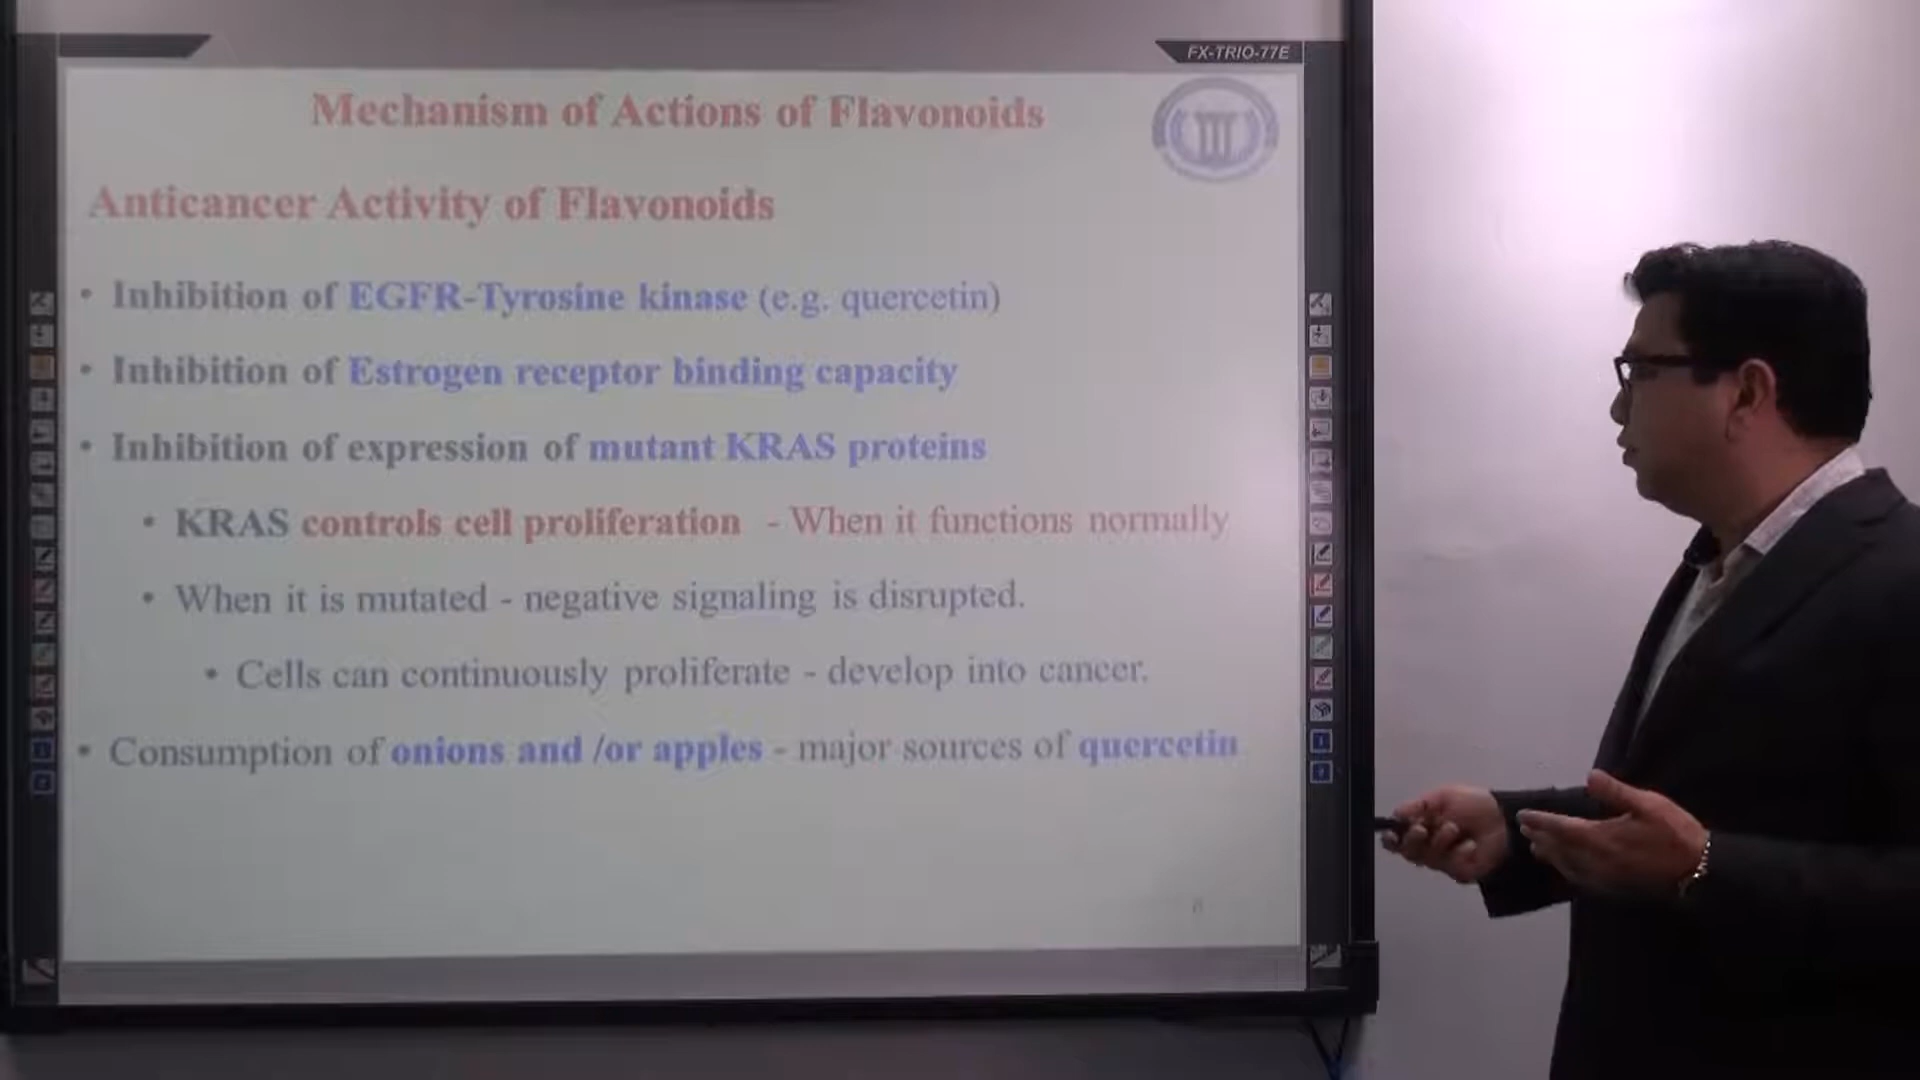 FX-TRIO-77E
Mechanism of Actions of Flavonoids
Anticancer Activity of Flavonoids
• Inhibition of EGFR-Tyrosine kinase (e.g. quercetin)
• Inhibition of Estrogen receptor binding capacity
• Inhibition of expression of mutant KRAS proteins
• KRAS controls cell proliferation - When it functions normally
• When it is mutated - negative signaling is disrupted.
• Cells can continuously proliferate - develop into cancer.
• Consumption of onions and /or apples - major sources of quercetin